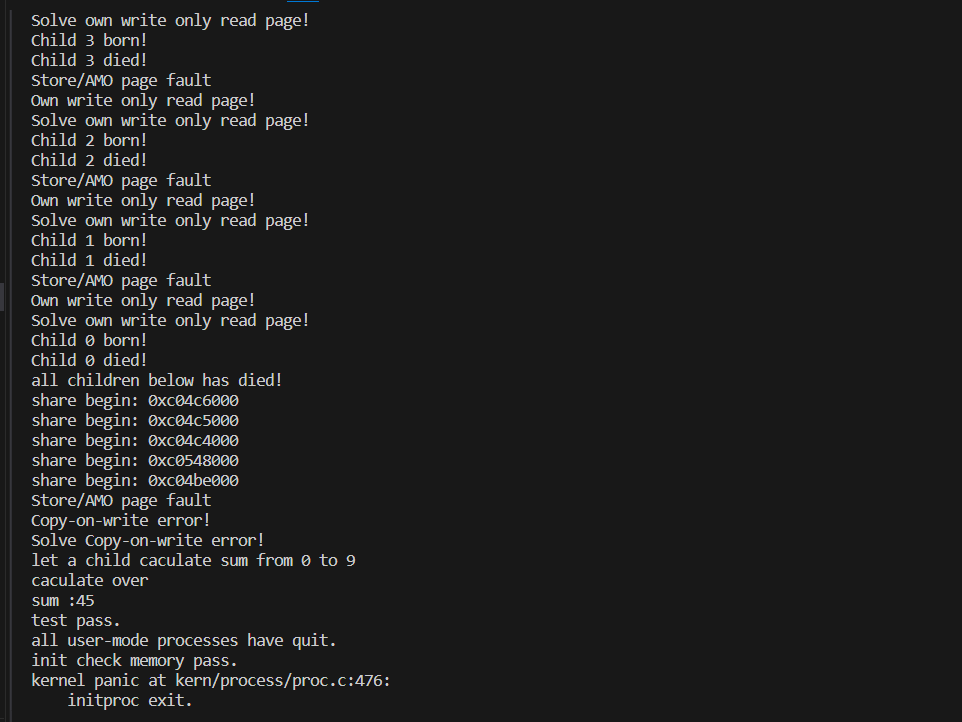 Solve own write only read page!
Child 3 born!
Child 3 died!
Store/AMO page fault
Own write only read page!
Solve own write only read page!
Child 2 born!
Child 2 died!
Store/AMO page fault
Own write only read page!
Solve own write only read page!
Child 1 born!
Child 1 died!
Store/AMO page fault
Own write only read page!
Solve own write only read page!
Child 0 born!
Child 0 died!
all children below has died!
share begin: 0xc04c6000
share begin: 0xc04c5000
share begin: 0xc04c4000
share begin: 0xc0548000
share begin: 0xc04be000
Store/AMO page fault
Copy-on-write error!
Solve Copy-on-write error!
let a child caculate sum from 0 to 9
caculate over
sum :45
test pass.
all user-mode processes have quit.
init check memory pass.
kernel panic at kern/process/proc.c:476:
    initproc exit.